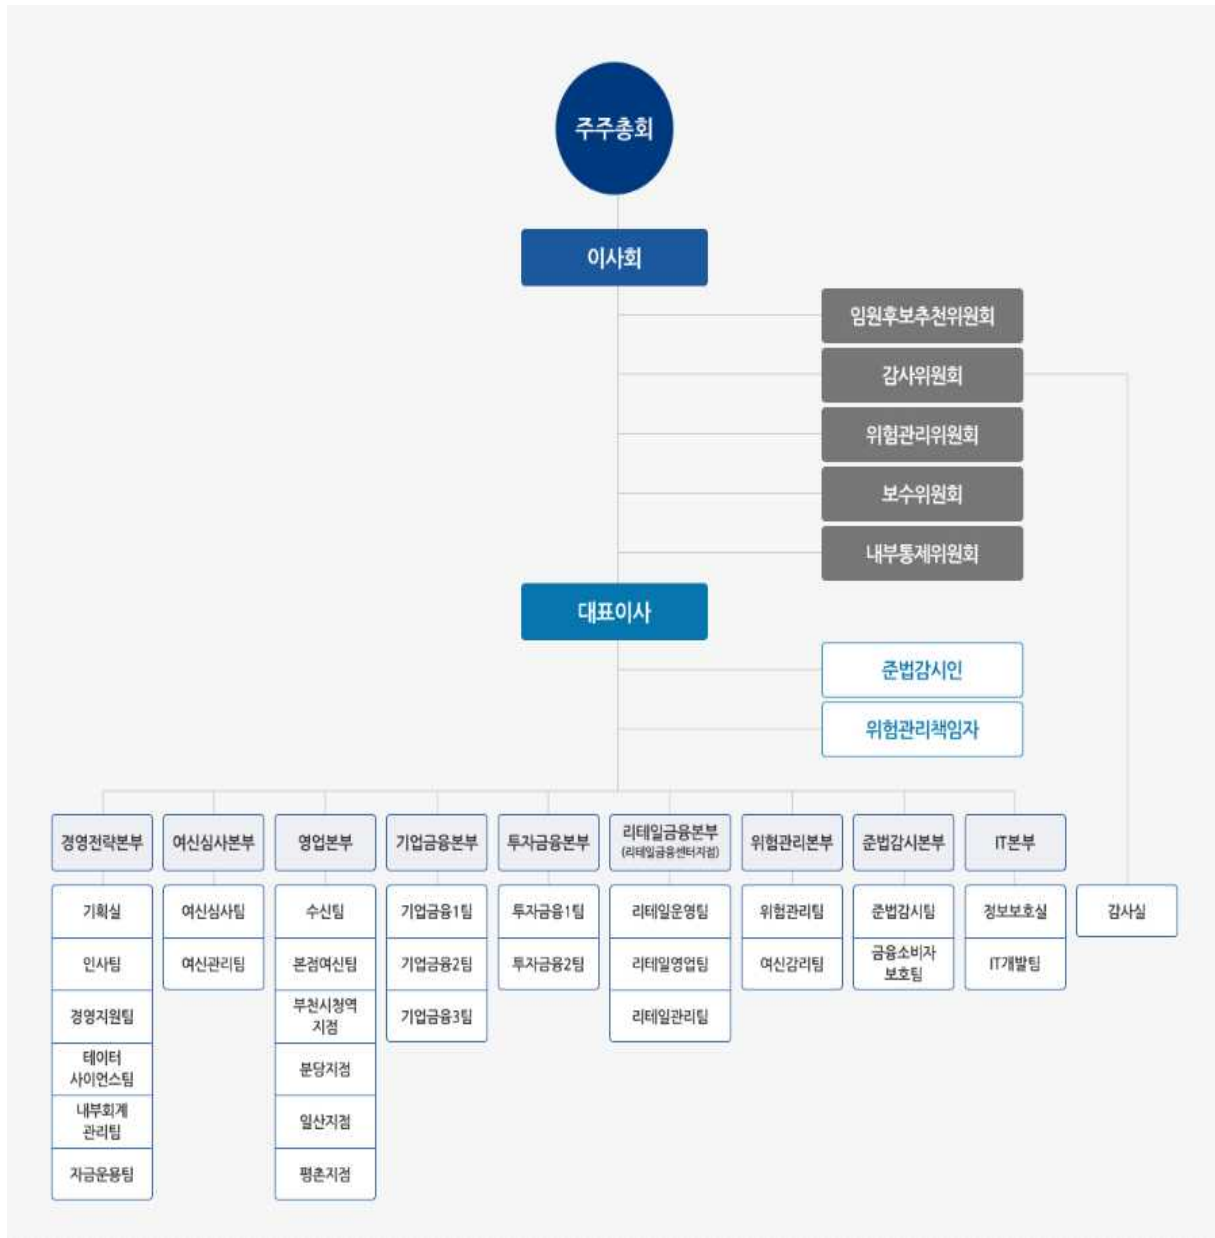 주주총회
이사회
임원후보추천위원회
감사위원회
위험관리위원회
보수위원회
내부통제위원회
대표이사
준법감시인
위험관리책임자
경영전략본부
여신심사본부
영업본부
기업금융본부
투자금융본부
리테일금융본부
(리테일금융센터지점)
위험관리본부
준법감시본부
IT본부
기획실
인사팀
경영지원팀
테이터
사이언스팀
내부회계
관리팀
자금운용팀
여신심사팀
여신관리팀
수신팀
본점여신팀
부천시청역
지점
분당지점
일산지점
평촌지점
기업금융1팀
기업금융2팀
기업금융3팀
투자금융1팀
투자금융2팀
리테일운영팀
리테일영업팀
리테일관리팀
위험관리팀
여신감리팀
준법감시팀
금융소비자
보호팀
정보보호실
IT개발팀
감사실